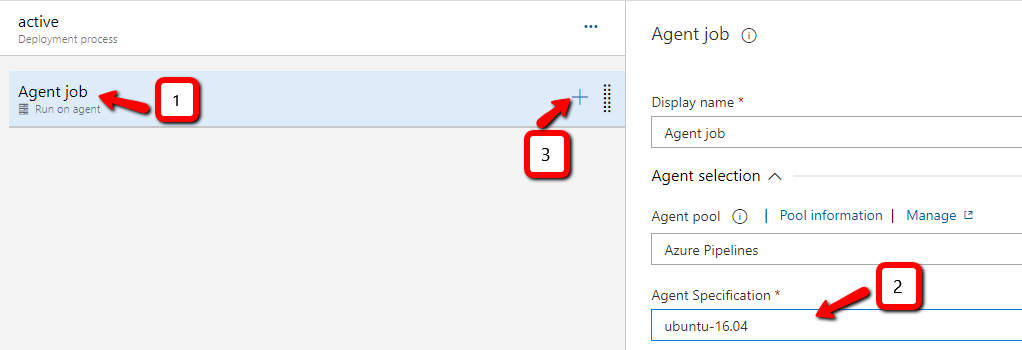 active
Deployment process
Agent job
Run on agent
1
3
Agent job
Display name *
Agent job
Agent selection
Agent pool | Pool information | Manage
Azure Pipelines
Agent Specification *
2
ubuntu-16.04